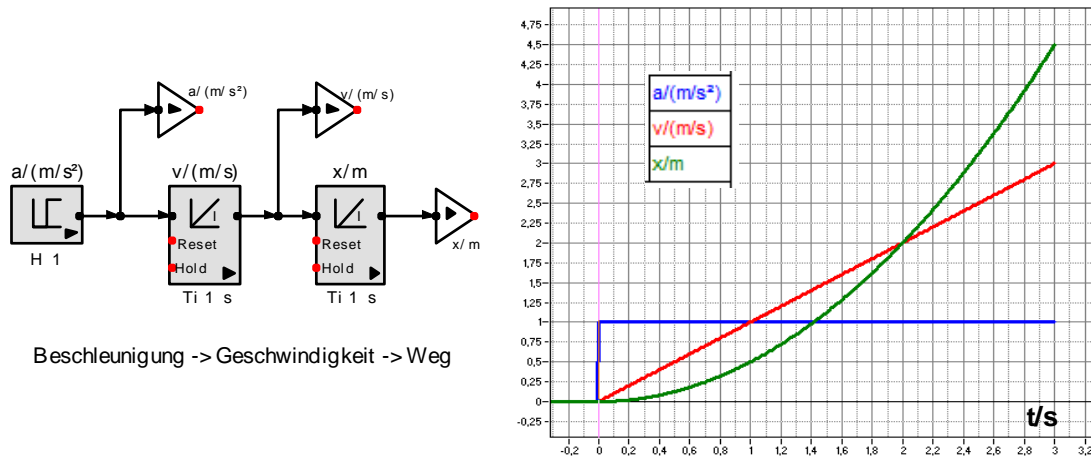 a/(m/s²)
v/(m/s)
a/(m/s²)
v/(m/s)
x/m
Reset
Hold
Reset
Hold
x/m
H 1
Ti 1 s
Ti 1 s
Beschleunigung -> Geschwindigkeit -> Weg
4,75
4,5
4,25
4
3,75
3,5
3,25
3
2,75
2,5
2,25
2
1,75
1,5
1,25
1
0,75
0,5
0,25
0
-0,25
a/(m/s²)
v/(m/s)
x/m
t/s
-0,2 0 0,2 0,4 0,6 0,8 1 1,2 1,4 1,6 1,8 2 2,2 2,4 2,6 2,8 3 3,2